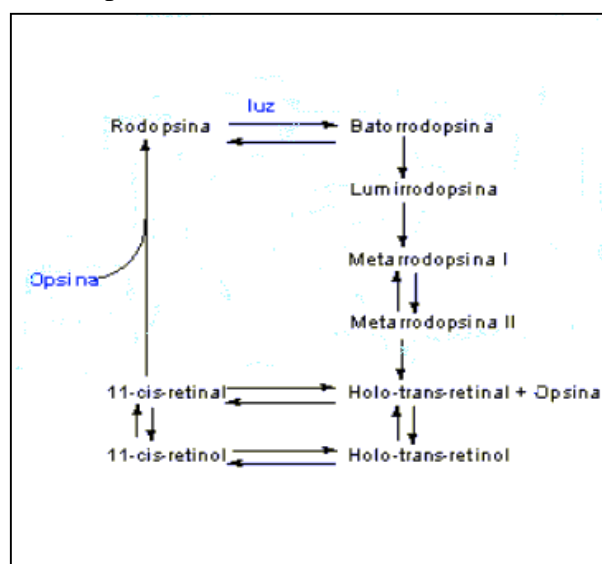 luz
Rodopsina Batorrodopsina
Lumirrodopsina
Metarrodopsina I
Opsina
Metarrodopsina II
11-cis-retinal Holo-trans-retinal + Opsina
11-cis-retinol Holo-trans-retinol